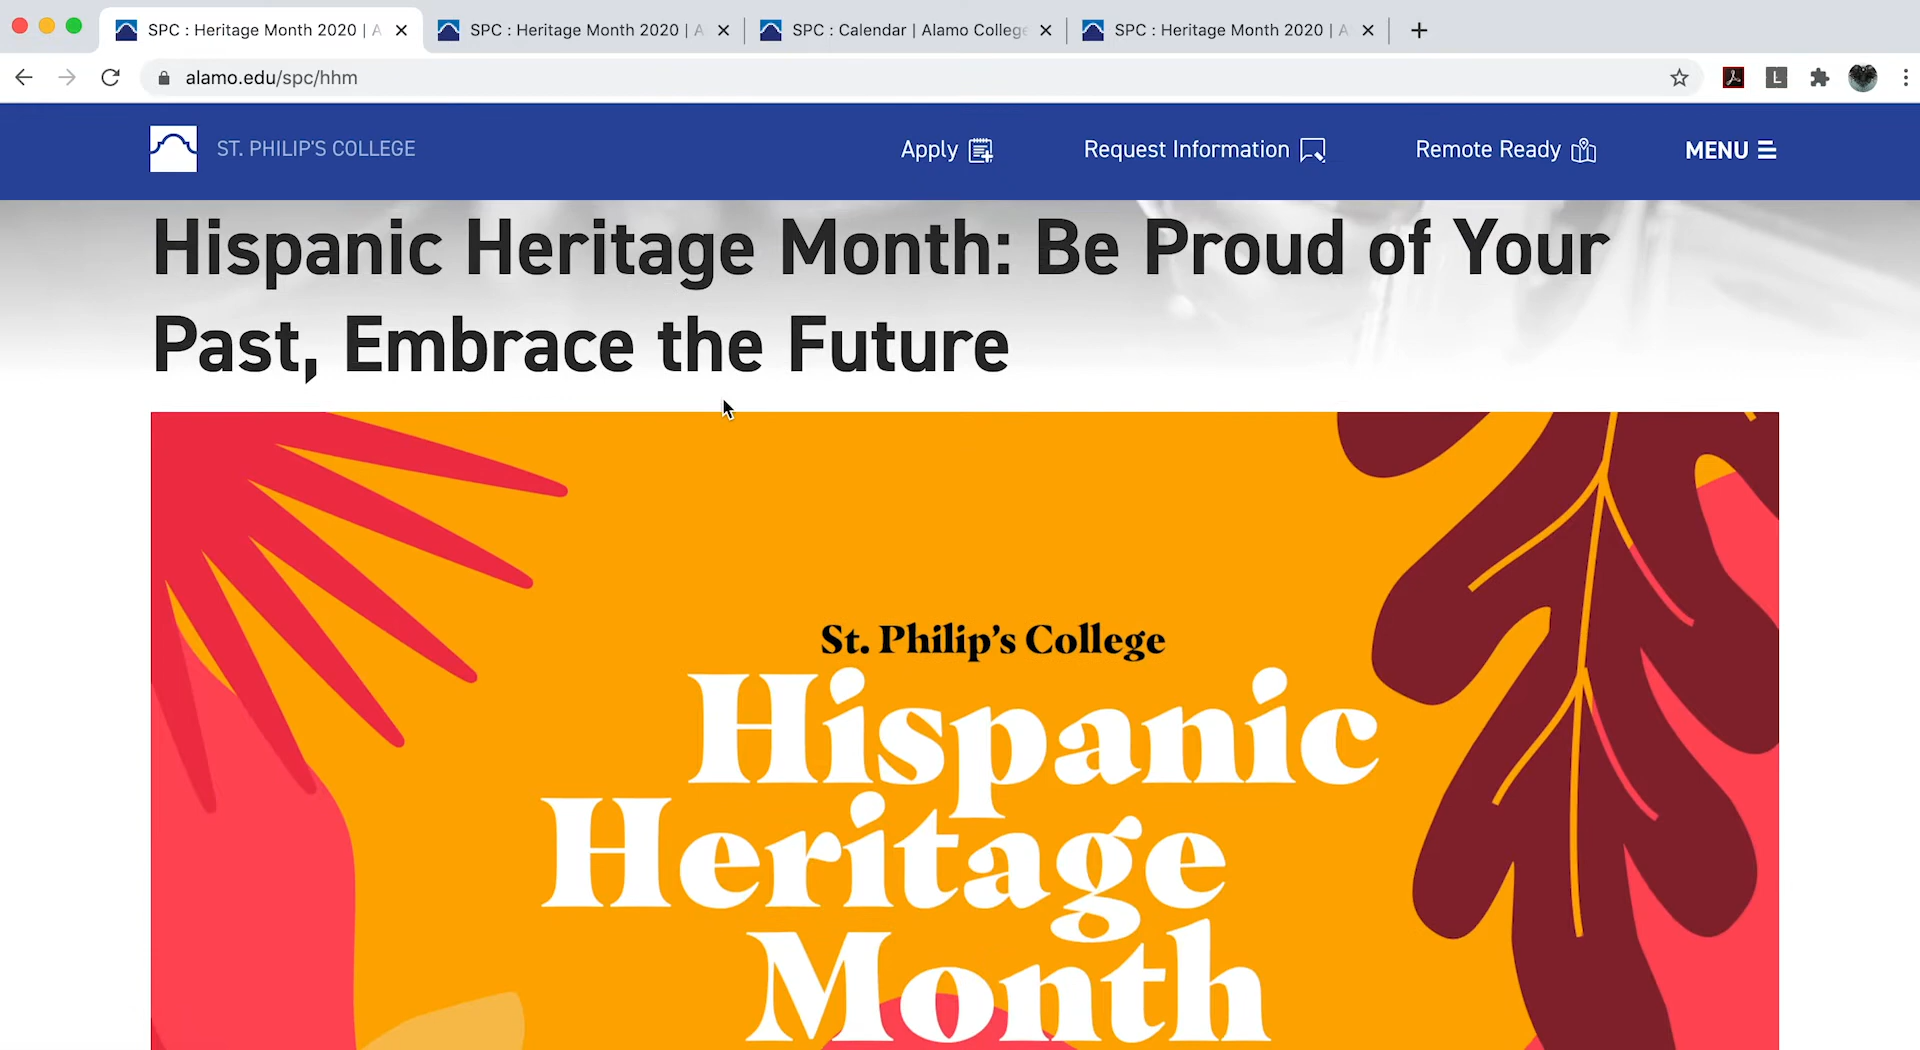 SPC : Heritage Month 2020 | A
SPC : Heritage Month 2020 | A
SPC : Calendar | Alamo College
SPC : Heritage Month 2020 | A
alamo.edu/spc/hhm
L
ST. PHILIP'S COLLEGE
Apply
Request Information
Remote Ready
MENU
Hispanic Heritage Month: Be Proud of Your
Past, Embrace the Future
St. Philip's College
Hispanic
Heritage
Month